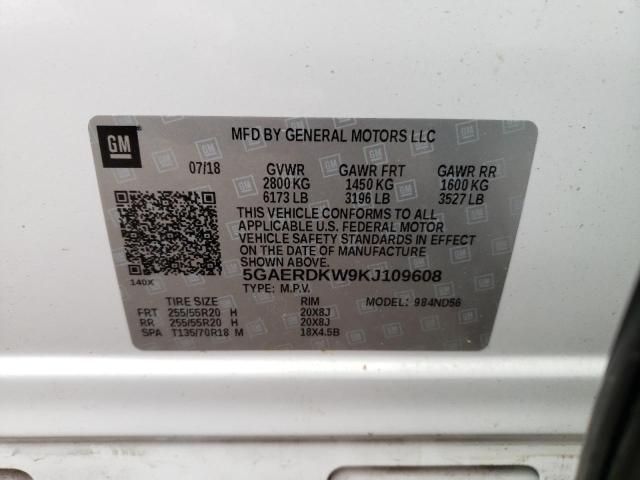 GM
MFD BY GENERAL MOTORS LLC
07/18 GVWR GAWR FRT GAWR RR
2800 KG 1450 KG 1600 KG
6173 LB 3196 LB 3527 LB
THIS VEHICLE CONFORMS TO ALL
APPLICABLE U.S. FEDERAL MOTOR
VEHICLE SAFETY STANDARDS IN EFFECT
ON THE DATE OF MANUFACTURE
SHOWN ABOVE.
140X
5GAERDKW9KJ109608
TYPE: M.P.V.
TIRE SIZE RIM MODEL: 984ND56
FRT 255/55R20 H 20X8J
RR 255/55R20 H 20X8J
SPA T135/70R18 M 18X4.5B